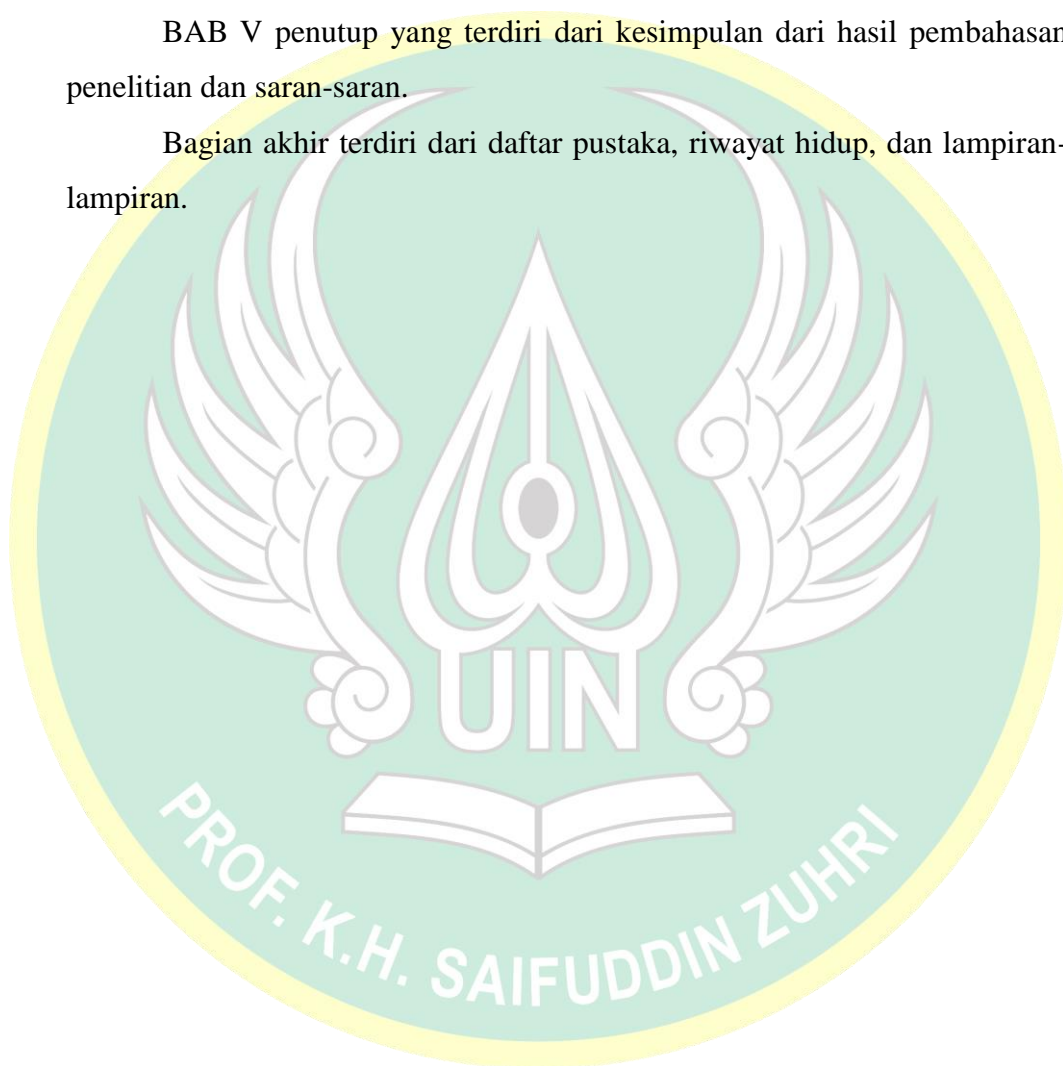 BAB V penutup yang terdiri dari kesimpulan dari hasil pembahasan
penelitian dan saran-saran.
Bagian akhir terdiri dari daftar pustaka, riwayat hidup, dan lampiran-
lampiran.
UIN
PROF. K.H. SAIFUDDIN ZUHRI